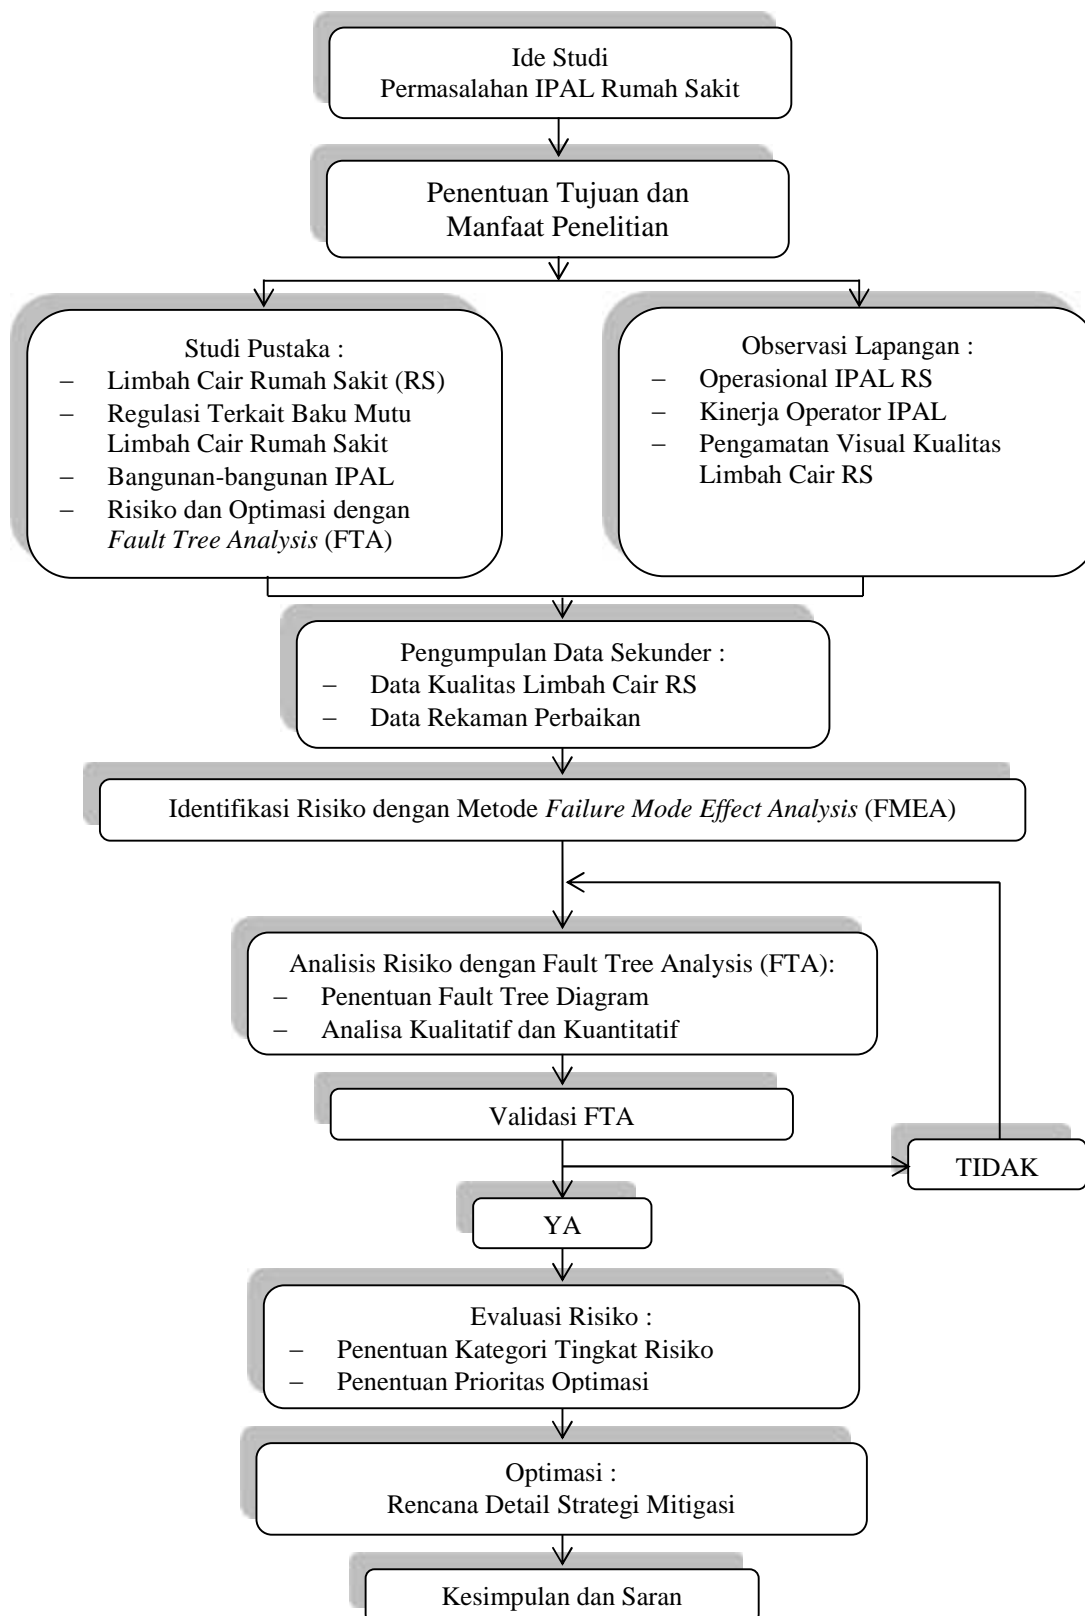 Ide Studi
Permasalahan IPAL Rumah Sakit
Penentuan Tujuan dan
Manfaat Penelitian
Studi Pustaka :
– Limbah Cair Rumah Sakit (RS)
– Regulasi Terkait Baku Mutu
Limbah Cair Rumah Sakit
– Bangunan-bangunan IPAL
– Risiko dan Optimasi dengan
Fault Tree Analysis (FTA)
Observasi Lapangan :
– Operasional IPAL RS
– Kinerja Operator IPAL
– Pengamatan Visual Kualitas
Limbah Cair RS
Pengumpulan Data Sekunder :
– Data Kualitas Limbah Cair RS
– Data Rekaman Perbaikan
Identifikasi Risiko dengan Metode Failure Mode Effect Analysis (FMEA)
Analisis Risiko dengan Fault Tree Analysis (FTA):
– Penentuan Fault Tree Diagram
– Analisa Kualitatif dan Kuantitatif
Validasi FTA
TIDAK
YA
Evaluasi Risiko :
– Penentuan Kategori Tingkat Risiko
– Penentuan Prioritas Optimasi
Optimasi :
Rencana Detail Strategi Mitigasi
Kesimpulan dan Saran